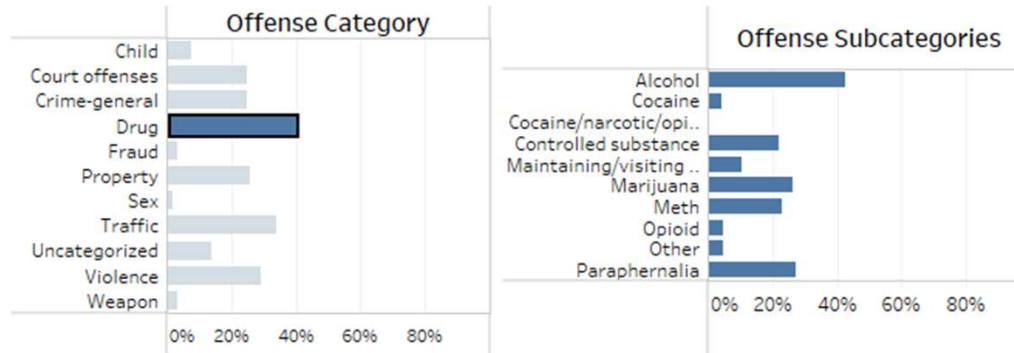 Offense Category
Child
Court offenses
Crime-general
Drug
Fraud
Property
Sex
Traffic
Uncategorized
Violence
Weapon
0% 20% 40% 60% 80%
Offense Subcategories
Alcohol
Cocaine
Cocaine/narcotic/opi..
Controlled substance
Maintaining/visiting ..
Marijuana
Meth
Opioid
Other
Paraphernalia
0% 20% 40% 60% 80%